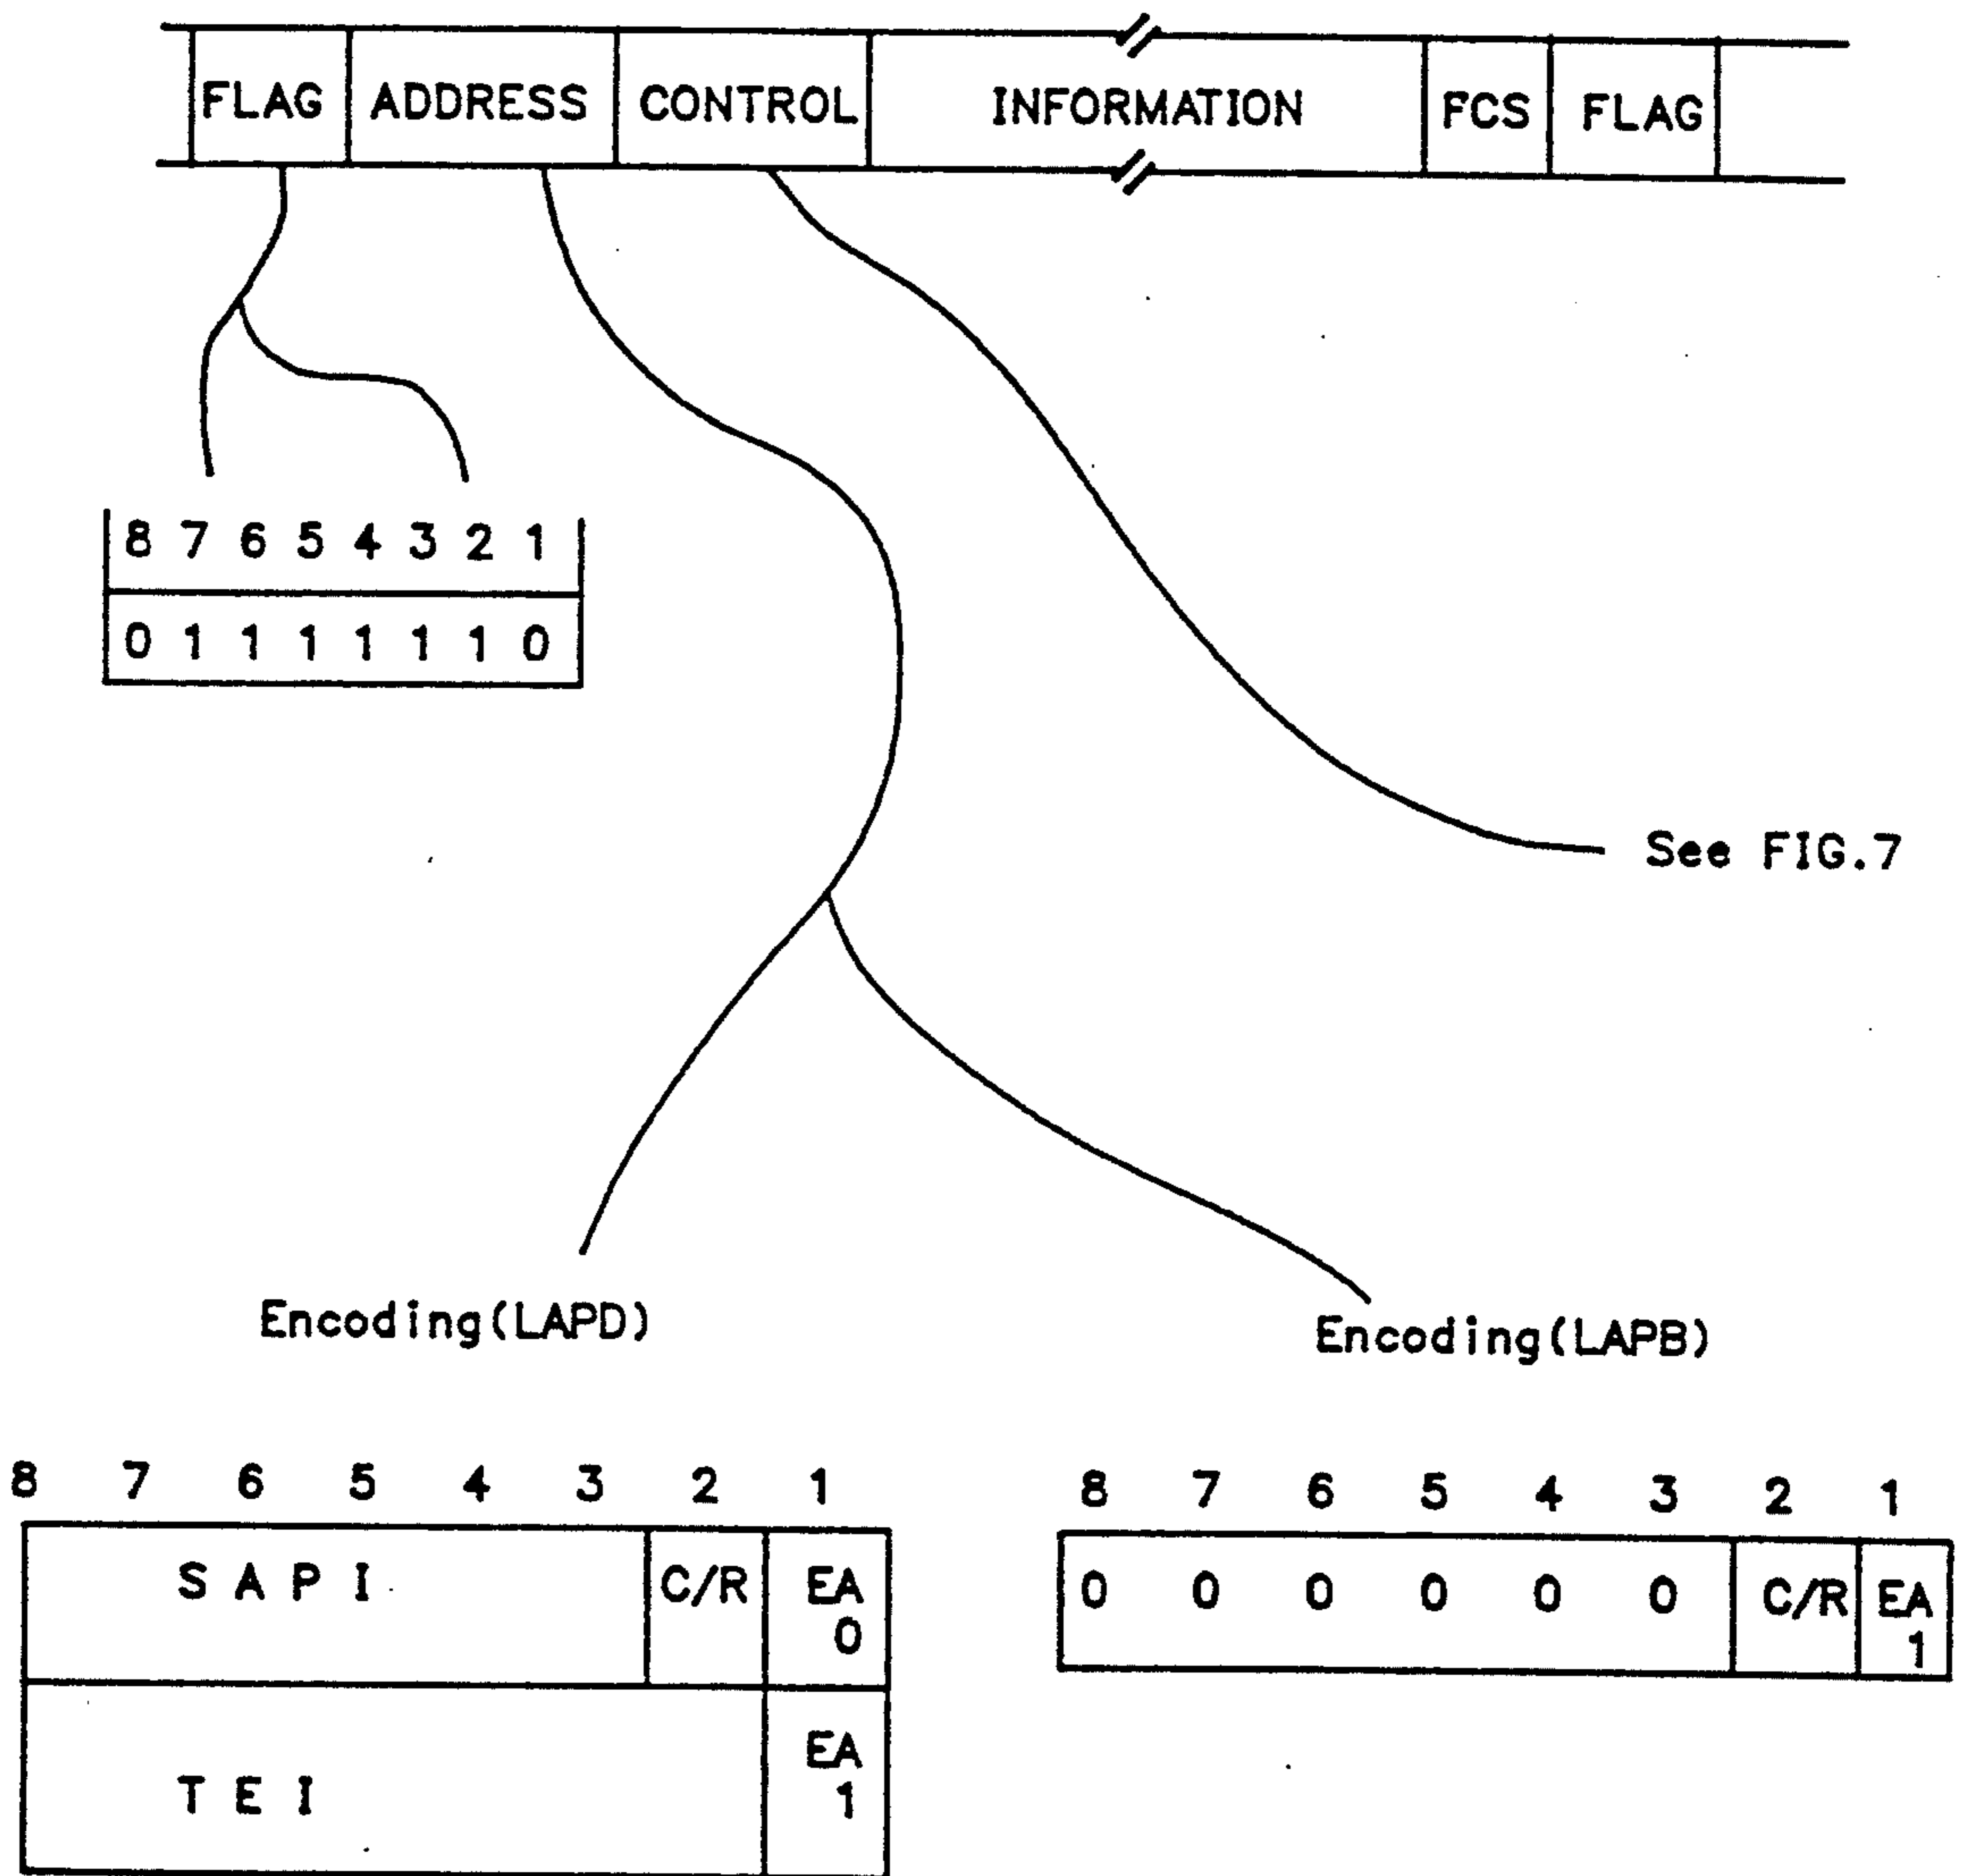 FLAG ADDRESS CONTROL INFORMATION FCS FLAG
8 7 6 5 4 3 2 1
0 1 1 1 1 1 1 0
See FIG.7
Encoding(LAPD)
Encoding(LAPB)
8 7 6 5 4 3 2 1
SAPI C/R EA
0
TEI EA
1
8 7 6 5 4 3 2 1
0 0 0 0 0 0 C/R EA
1